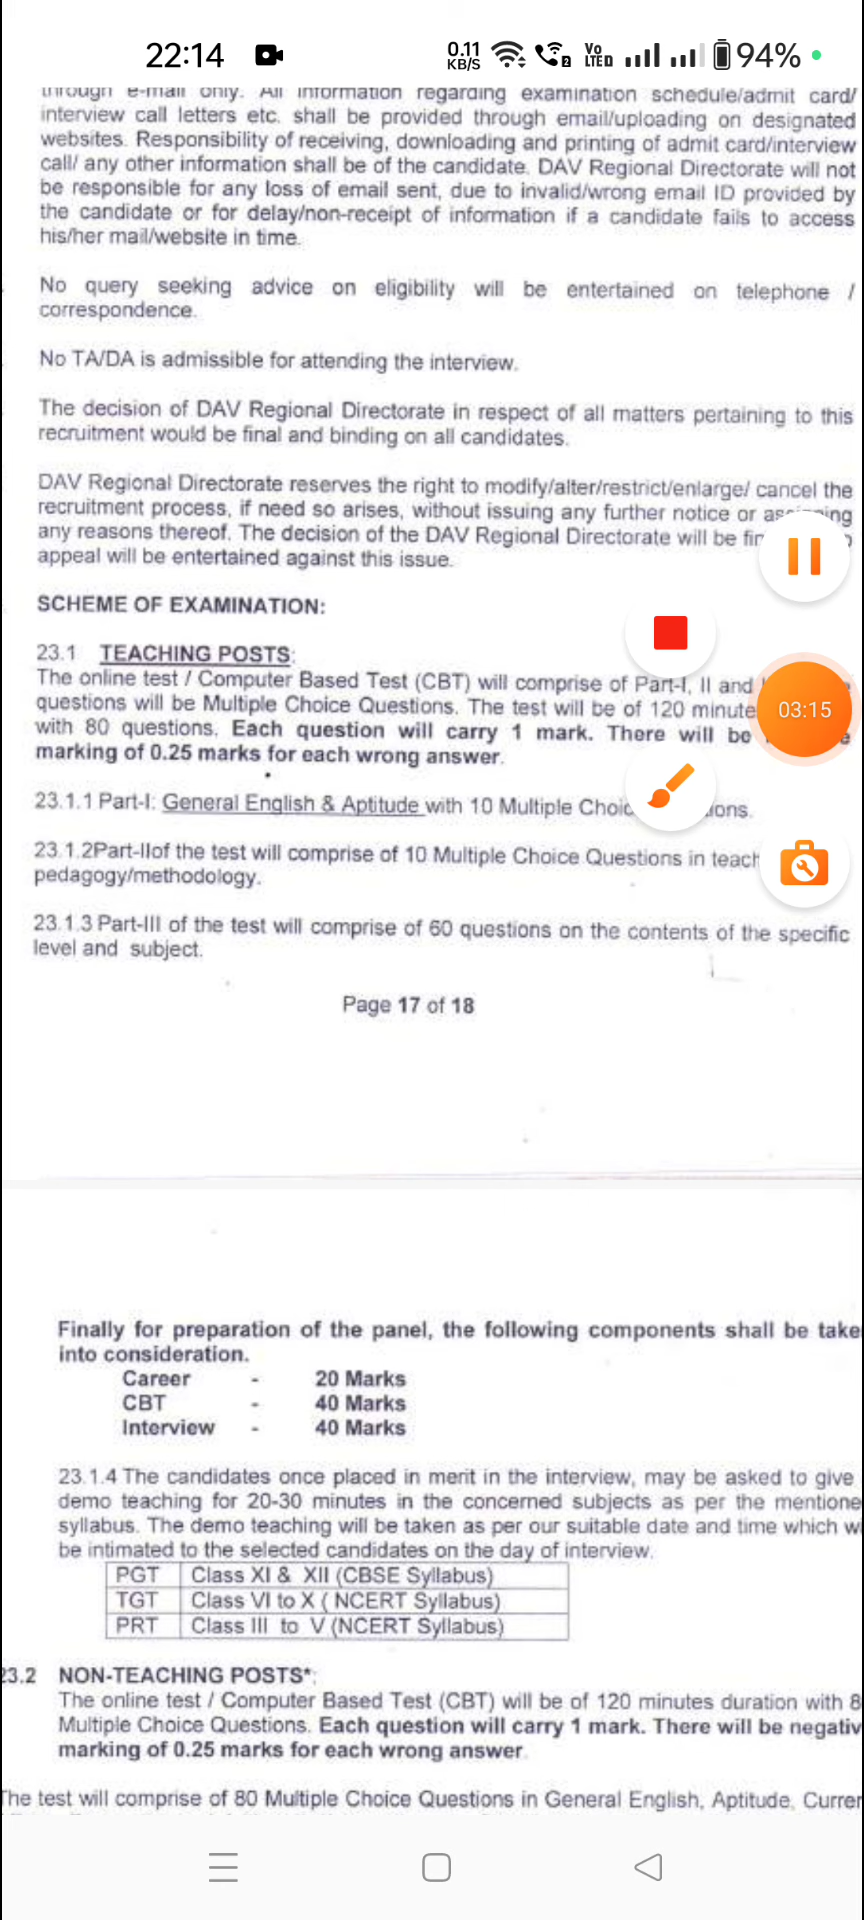 22:14 0.11 KB/S Vo LTE 94%
through e-mail only. All information regarding examination schedule/admit card/
interview call letters etc. shall be provided through email/uploading on designated
websites. Responsibility of receiving, downloading and printing of admit card/interview
call/ any other information shall be of the candidate. DAV Regional Directorate will not
be responsible for any loss of email sent, due to invalid/wrong email ID provided by
the candidate or for delay/non-receipt of information if a candidate fails to access
his/her mail/website in time.
No query seeking advice on eligibility will be entertained on telephone /
correspondence.
No TA/DA is admissible for attending the interview.
The decision of DAV Regional Directorate in respect of all matters pertaining to this
recruitment would be final and binding on all candidates.
DAV Regional Directorate reserves the right to modify/alter/restrict/enlarge/ cancel the
recruitment process, if need so arises, without issuing any further notice or
any reasons thereof. The decision of the DAV Regional Directorate will be
appeal will be entertained against this issue.
SCHEME OF EXAMINATION:
23.1 TEACHING POSTS:
The online test / Computer Based Test (CBT) will comprise of Part-I, II and
questions will be Multiple Choice Questions. The test will be of 120 minute
03:15
with 80 questions. Each question will carry 1 mark. There will be
marking of 0.25 marks for each wrong answer.
23.1.1 Part-I: General English & Aptitude with 10 Multiple
23.1.2Part-IIof the test will comprise of 10 Multiple Choice Questions in teach
pedagogy/methodology.
23.1.3 Part-III of the test will comprise of 60 questions on the contents of the specific
level and subject.
Page 17 of 18
Finally for preparation of the panel, the following components shall be take
into consideration.
Career - 20 Marks
CBT - 40 Marks
Interview - 40 Marks
23.1.4 The candidates once placed in merit in the interview, may be asked to give
demo teaching for 20-30 minutes in the concerned subjects as per the mentione
syllabus. The demo teaching will be taken as per our suitable date and time which w
be intimated to the selected candidates on the day of interview.
PGT Class XI & XII (CBSE Syllabus)
TGT Class VI to X ( NCERT Syllabus)
PRT Class III to V (NCERT Syllabus)
23.2 NON-TEACHING POSTS*:
The online test / Computer Based Test (CBT) will be of 120 minutes duration with 8
Multiple Choice Questions. Each question will carry 1 mark. There will be negativ
marking of 0.25 marks for each wrong answer.
The test will comprise of 80 Multiple Choice Questions in General English, Aptitude, Curren